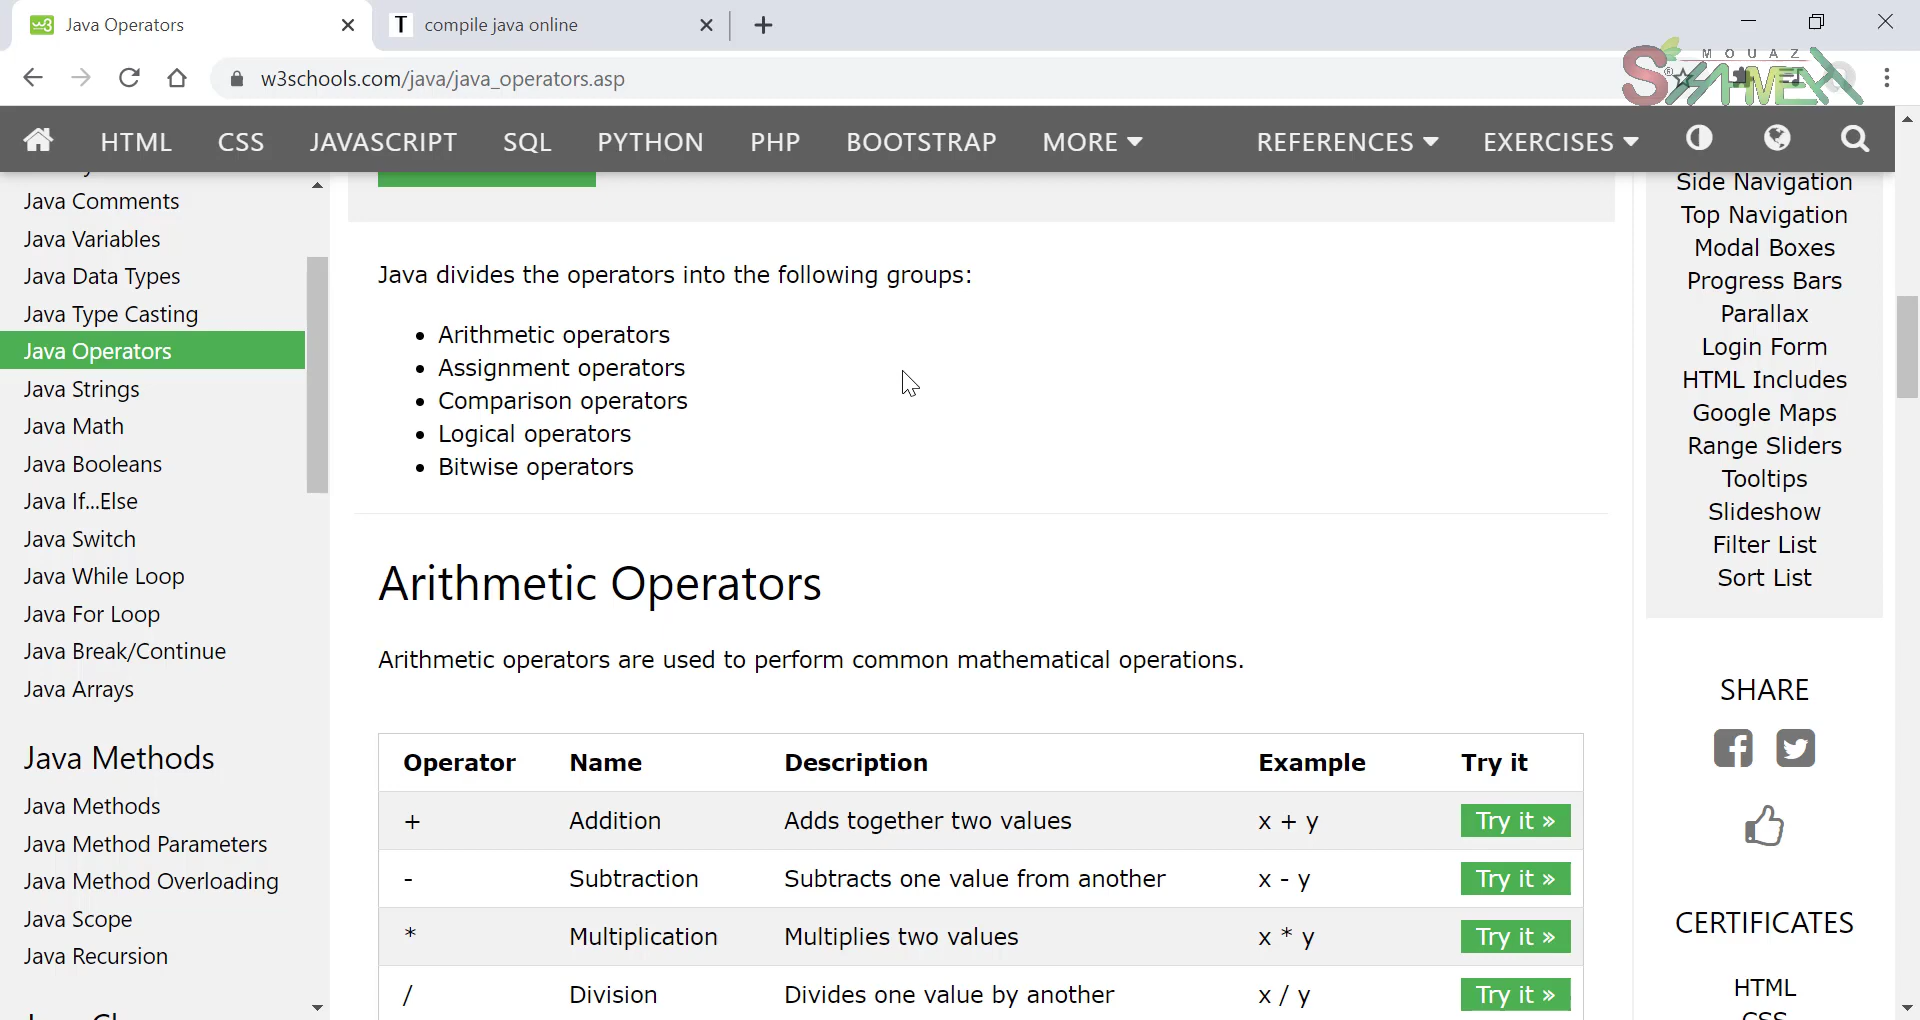 Java Operators
T compile java online
w3schools.com/java/java_operators.asp
MOUAZ
HTML CSS JAVASCRIPT SQL PYTHON PHP BOOTSTRAP MORE REFERENCES EXERCISES
Java Comments
Java Variables
Java Data Types
Java Type Casting
Java Operators
Java Strings
Java Math
Java Booleans
Java If...Else
Java Switch
Java While Loop
Java For Loop
Java Break/Continue
Java Arrays
Java Methods
Java Methods
Java Method Parameters
Java Method Overloading
Java Scope
Java Recursion
Java divides the operators into the following groups:
• Arithmetic operators
• Assignment operators
• Comparison operators
• Logical operators
• Bitwise operators
Arithmetic Operators
Arithmetic operators are used to perform common mathematical operations.
Operator Name Description Example Try it
+ Addition Adds together two values x + y Try it »
- Subtraction Subtracts one value from another x - y Try it »
* Multiplication Multiplies two values x * y Try it »
/ Division Divides one value by another x / y Try it »
Side Navigation
Top Navigation
Modal Boxes
Progress Bars
Parallax
Login Form
HTML Includes
Google Maps
Range Sliders
Tooltips
Slideshow
Filter List
Sort List
SHARE
CERTIFICATES
HTML
CSS